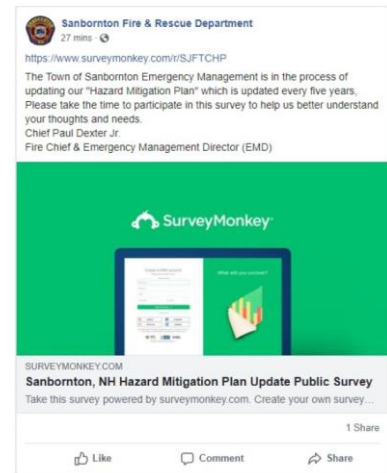 Sanbornton Fire & Rescue Department
27 mins ·
https://www.surveymonkey.com/r/SJFTCHP
The Town of Sanbornton Emergency Management is in the process of
updating our "Hazard Mitigation Plan" which is updated every five years,
Please take the time to participate in this survey to help us better understand
your thoughts and needs.
Chief Paul Dexter Jr.
Fire Chief & Emergency Management Director (EMD)
SurveyMonkey
What will you uncover?
SURVEYMONKEY.COM
Sanbornton, NH Hazard Mitigation Plan Update Public Survey
Take this survey powered by surveymonkey.com. Create your own survey…
1 Share
Like
Comment
Share